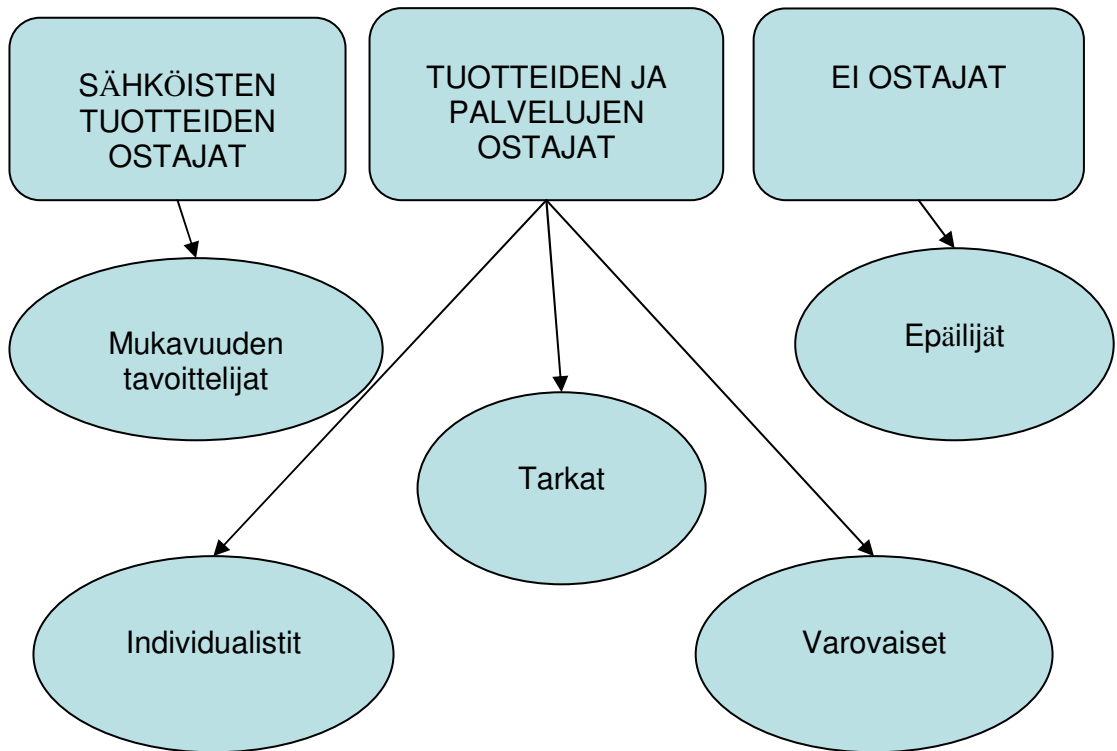 SÄHKÖISTEN
TUOTTEIDEN
OSTAJAT
TUOTTEIDEN JA
PALVELUJEN
OSTAJAT
EI OSTAJAT
Mukavuuden
tavoittelijat
Epäilijät
Tarkat
Individualistit
Varovaiset